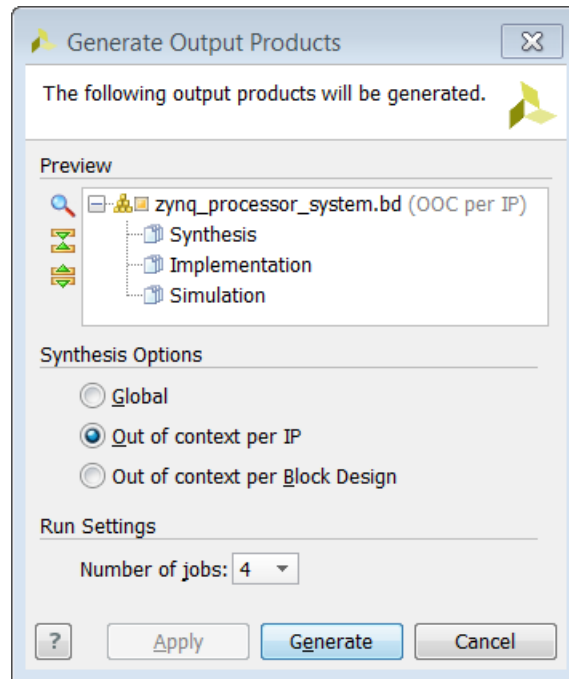 Generate Output Products
The following output products will be generated.
Preview
zynq_processor_system.bd (OOC per IP)
Synthesis
Implementation
Simulation
Synthesis Options
Global
Out of context per IP
Out of context per Block Design
Run Settings
Number of jobs: 4
? Apply Generate Cancel